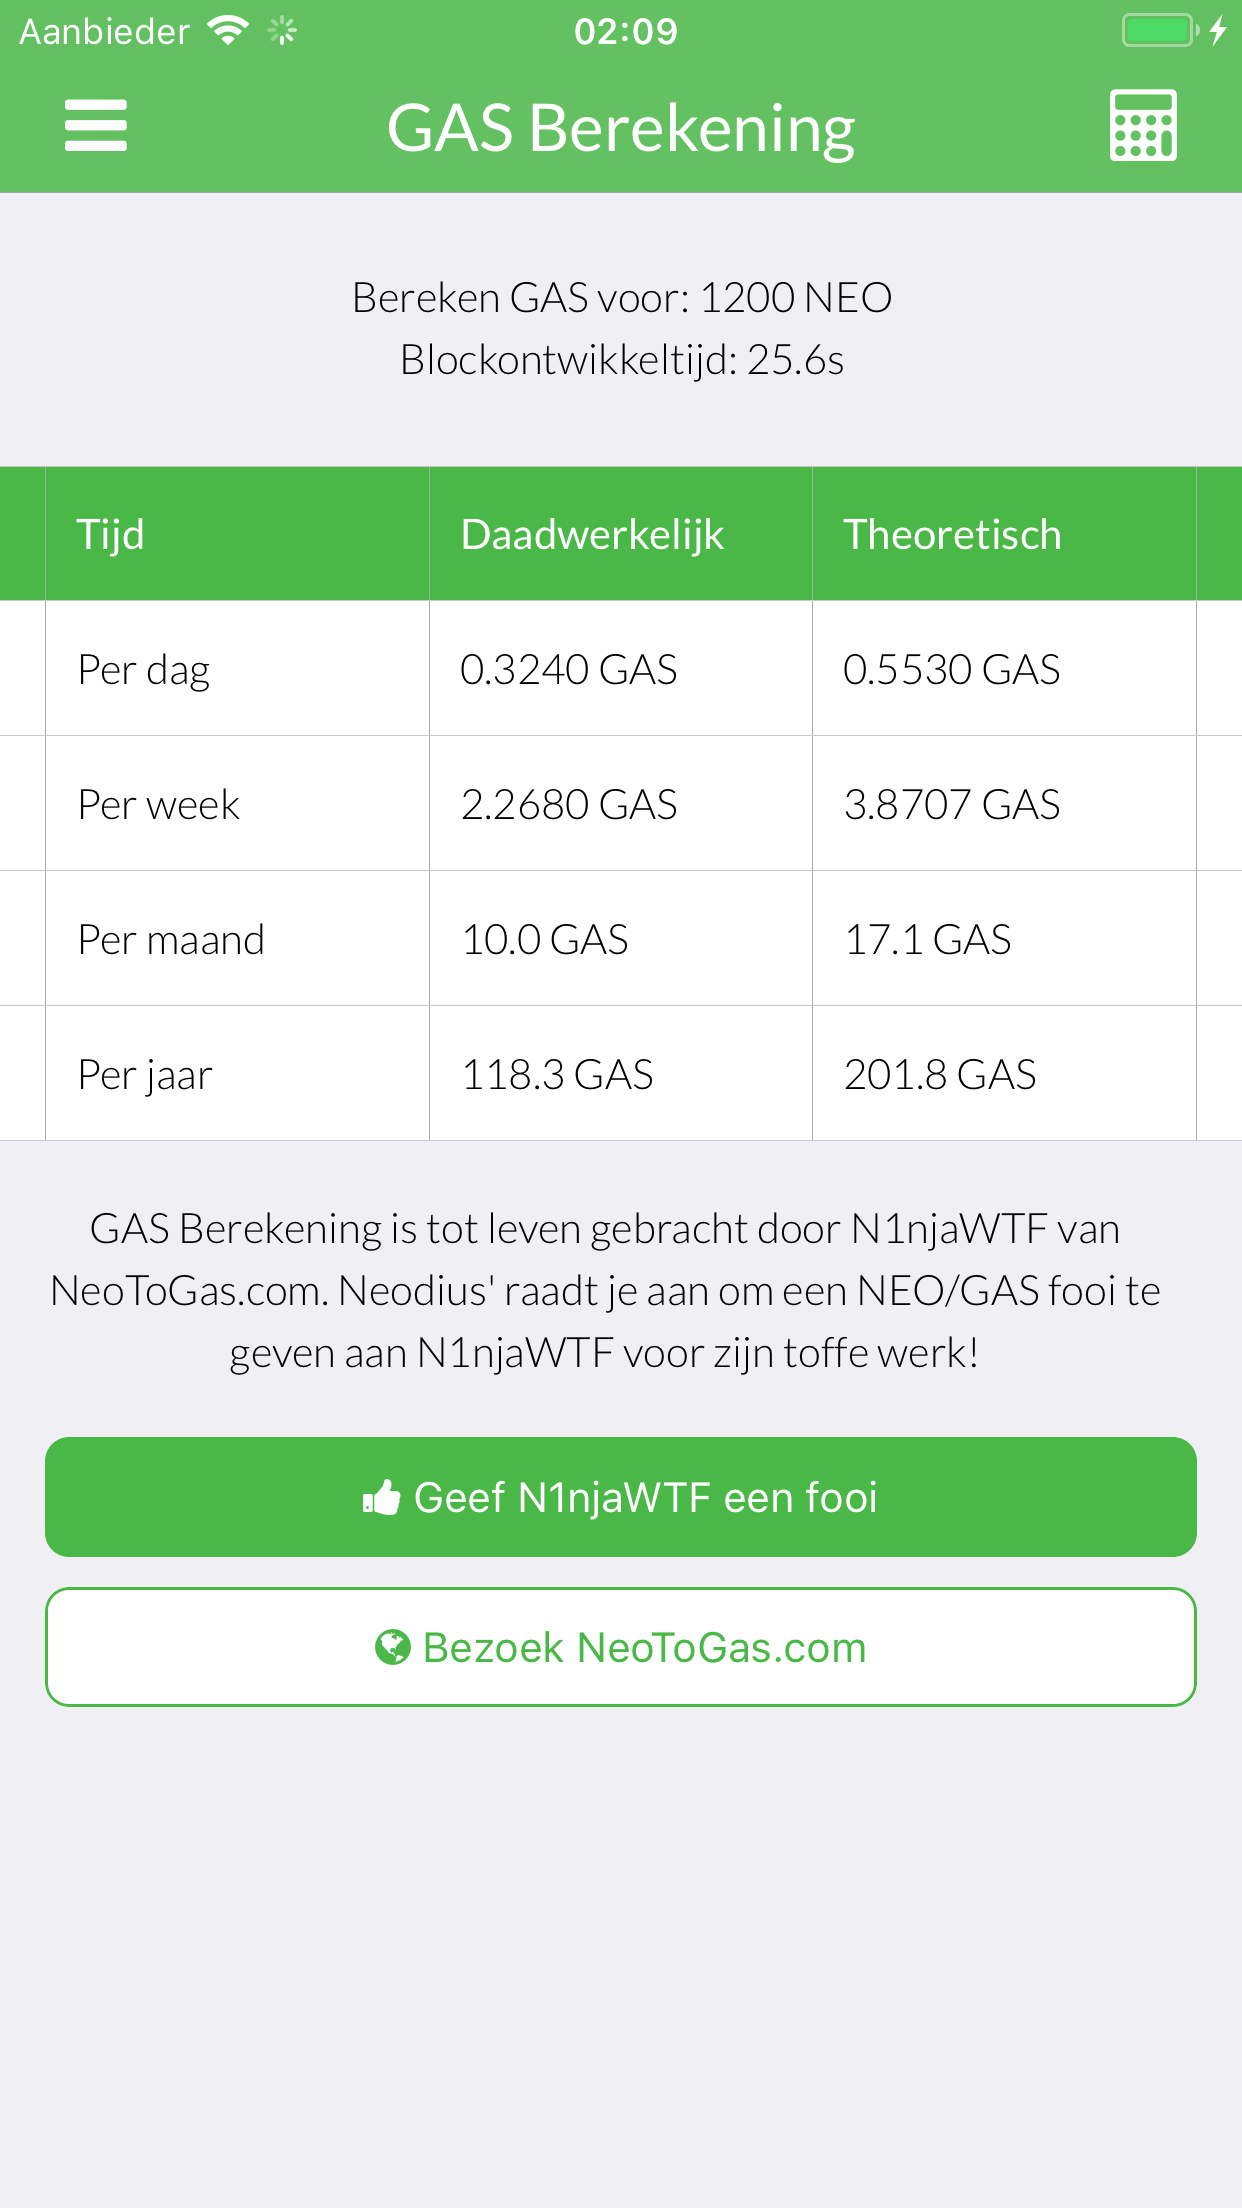 Aanbieder 02:09
GAS Berekening
Bereken GAS voor: 1200 NEO
Blockontwikkeltijd: 25.6s
Tijd Daadwerkelijk Theoretisch
Per dag 0.3240 GAS 0.5530 GAS
Per week 2.2680 GAS 3.8707 GAS
Per maand 10.0 GAS 17.1 GAS
Per jaar 118.3 GAS 201.8 GAS
GAS Berekening is tot leven gebracht door N1njaWTF van
NeoToGas.com. Neodius' raadt je aan om een NEO/GAS fooi te
geven aan N1njaWTF voor zijn toffe werk!
Geef N1njaWTF een fooi
Bezoek NeoToGas.com